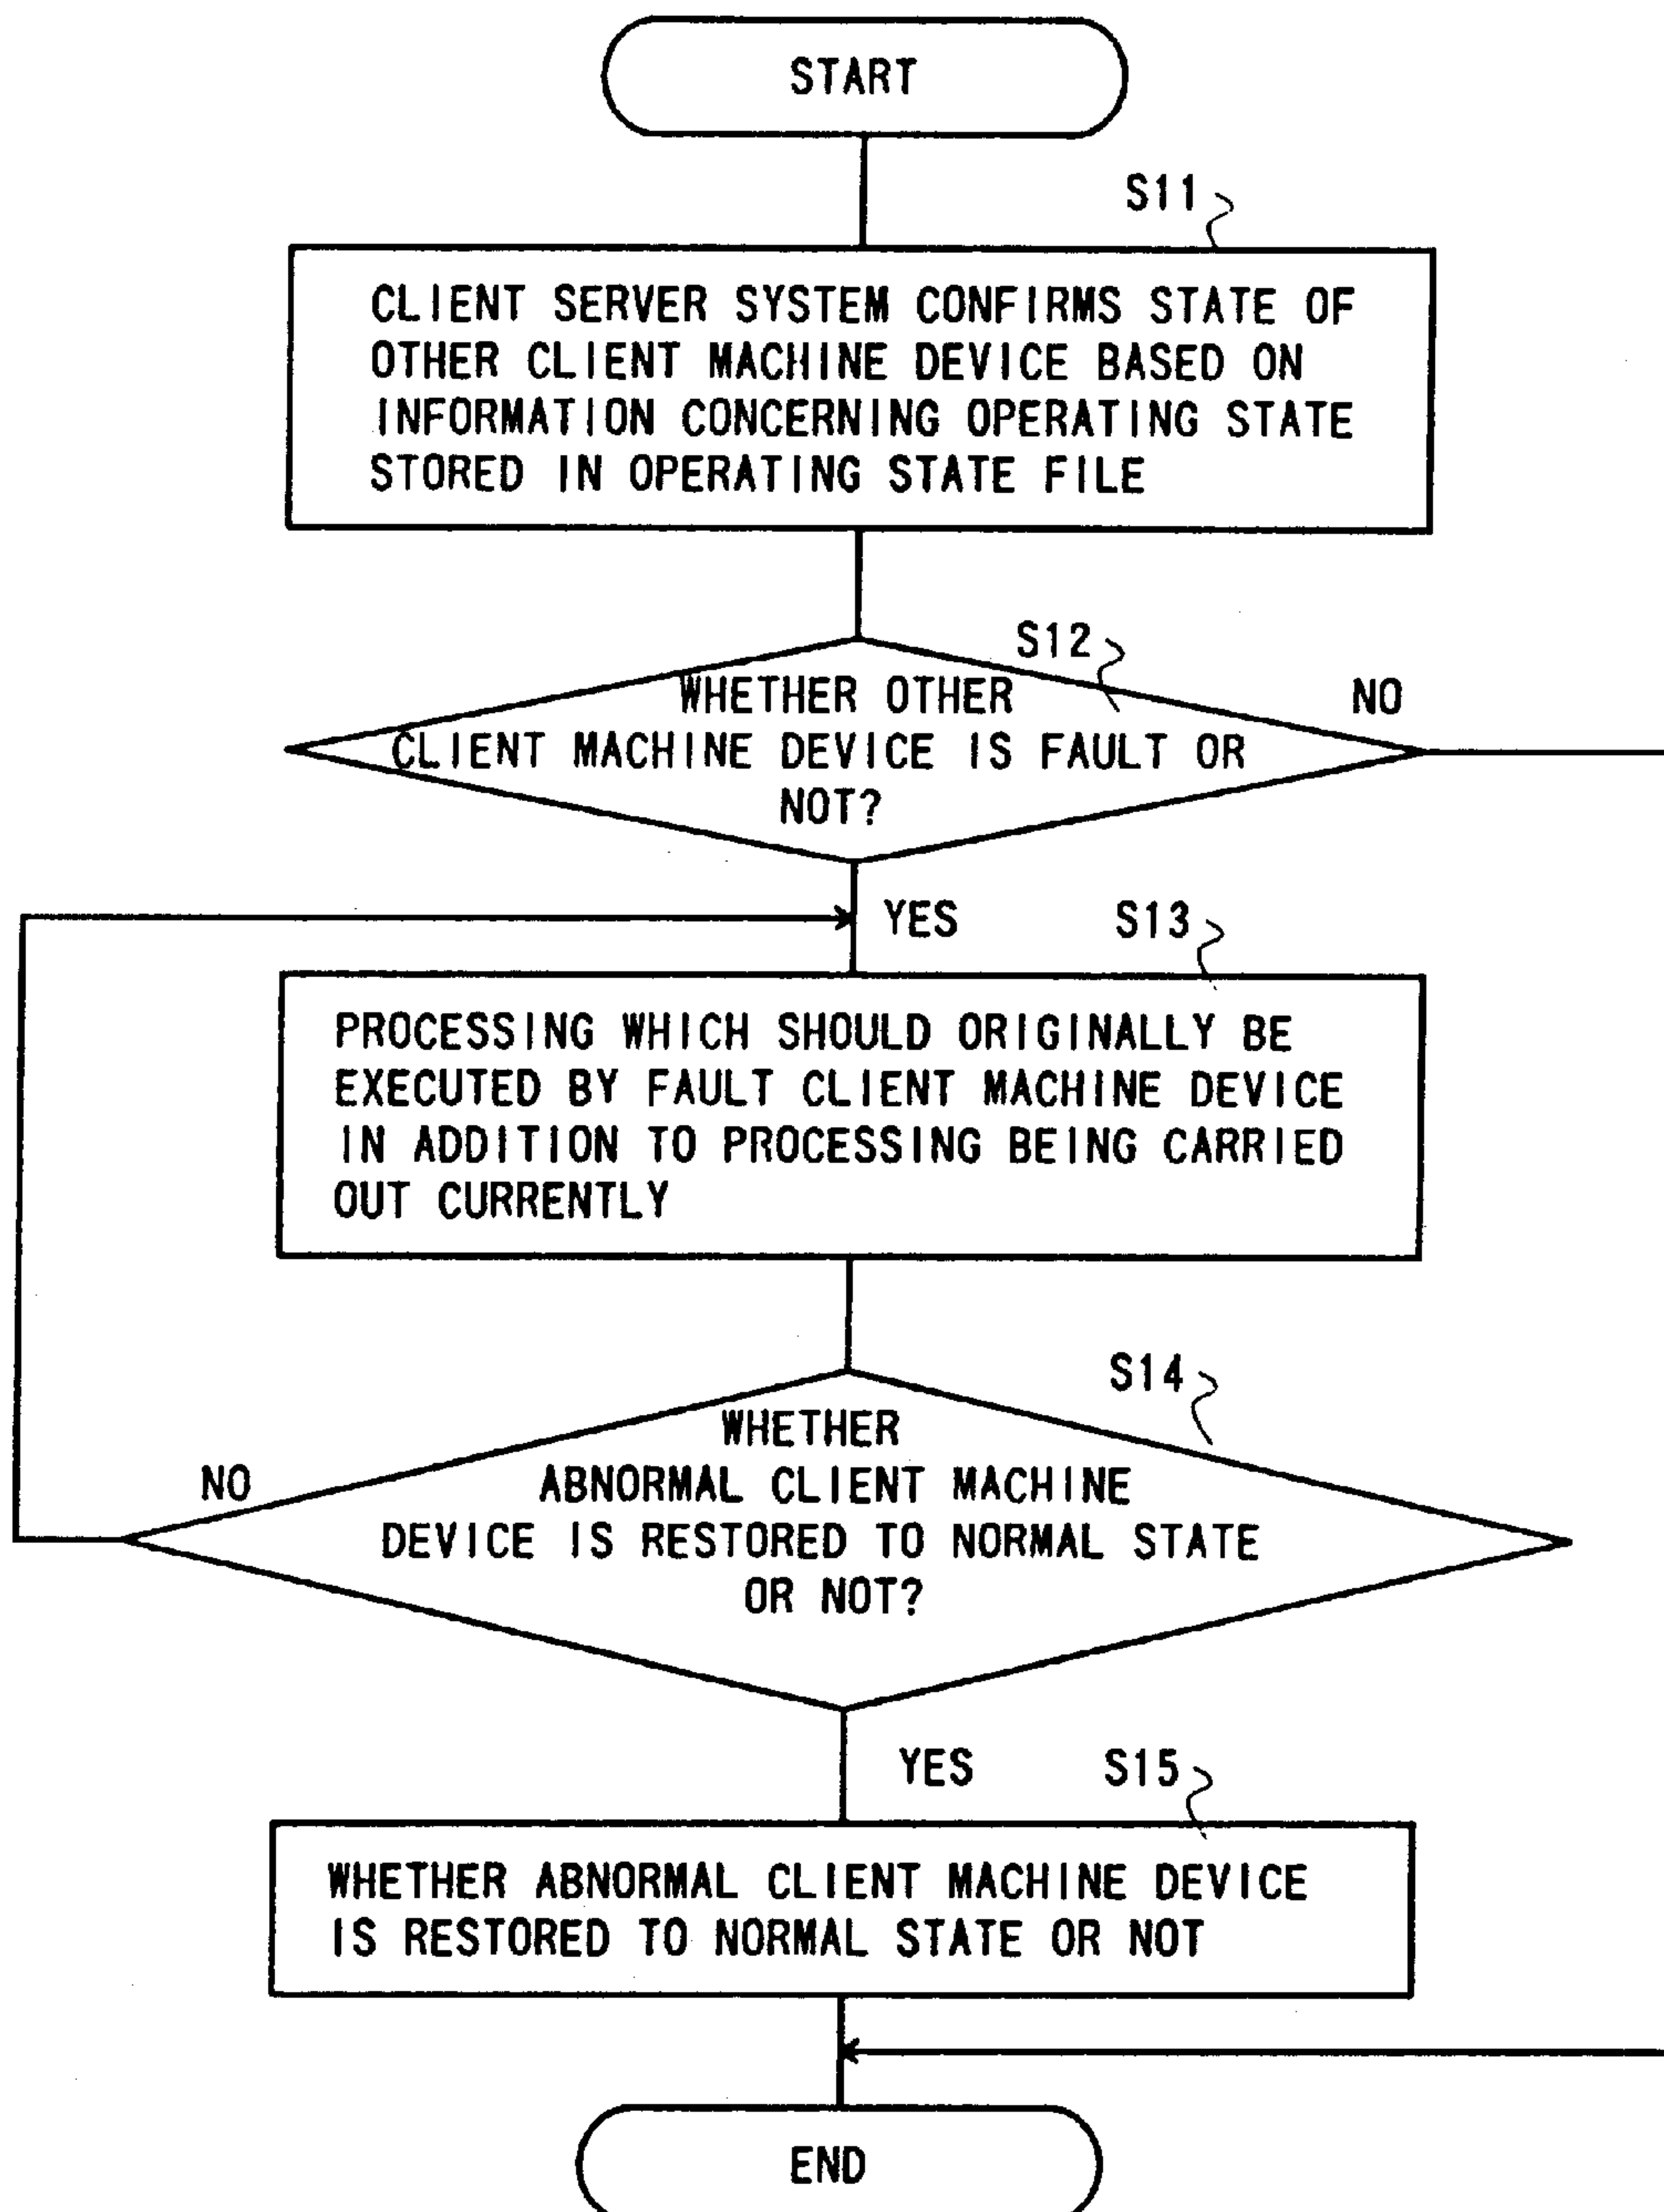 START
S11
CLIENT SERVER SYSTEM CONFIRMS STATE OF
OTHER CLIENT MACHINE DEVICE BASED ON
INFORMATION CONCERNING OPERATING STATE
STORED IN OPERATING STATE FILE
S12
NO
WHETHER OTHER
CLIENT MACHINE DEVICE IS FAULT OR
NOT?
YES
S13
PROCESSING WHICH SHOULD ORIGINALLY BE
EXECUTED BY FAULT CLIENT MACHINE DEVICE
IN ADDITION TO PROCESSING BEING CARRIED
OUT CURRENTLY
S14
NO
WHETHER
ABNORMAL CLIENT MACHINE
DEVICE IS RESTORED TO NORMAL STATE
OR NOT?
YES
S15
WHETHER ABNORMAL CLIENT MACHINE DEVICE
IS RESTORED TO NORMAL STATE OR NOT
END